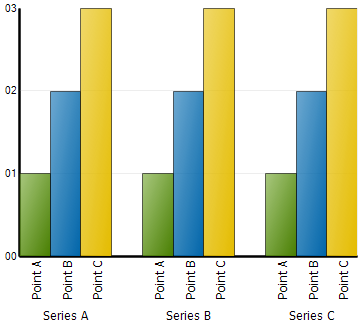 03
02
01
00
Point A
Point B
Point C
Point A
Point B
Point C
Point A
Point B
Point C
Series A
Series B
Series C